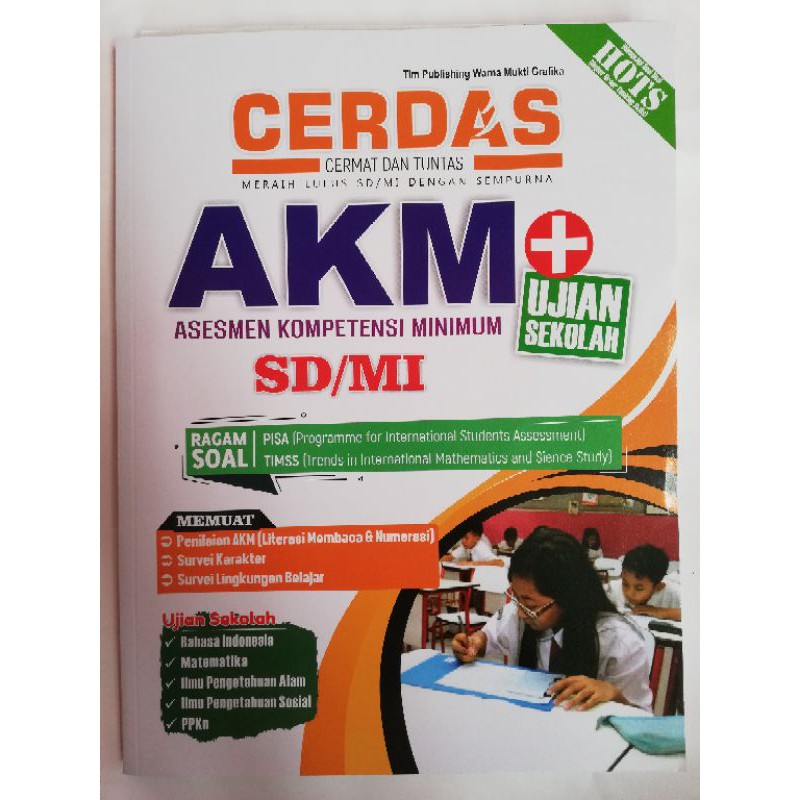 Tim Publishing Warna Mukti Grafika
HOTS
CERDAS
CERMAT DAN TUNTAS
MERAIH LULUS SD/MI DENGAN SEMPURNA
AKM+
UJIAN
SEKOLAH
ASESMEN KOMPETENSI MINIMUM
SD/MI
RAGAM
SOAL
PISA (Programme for International Students Assessment)
TIMSS (Trends in International Mathematics and Sience Study)
MEMUAT
Penilaian AKM (Literasi Membaca & Numerasi)
Survei Karakter
Survei Lingkungan Belajar
Ujian Sekolah
Bahasa Indonesia
Matematika
Ilmu Pengetahuan Alam
Ilmu Pengetahuan Sosial
PPKn